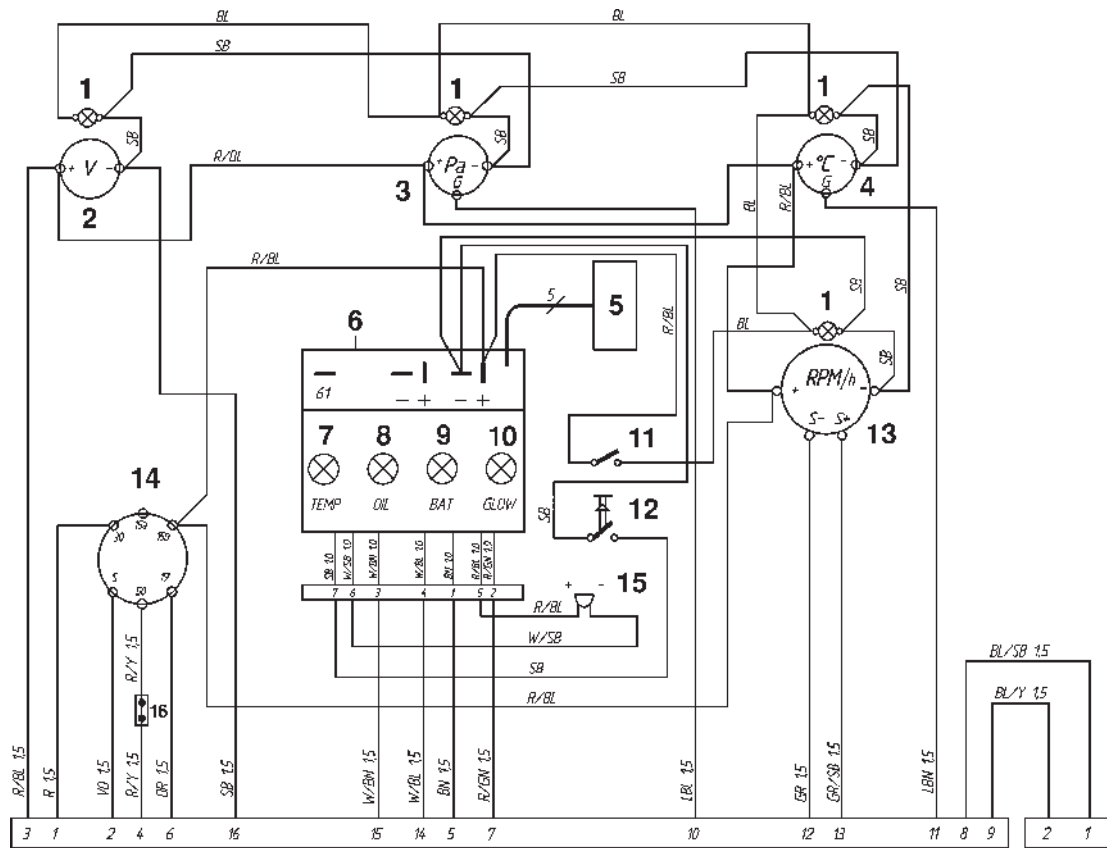 BL
BL
SB
SB
1
1
1
SB
SB
SB
+ V -
+ Pa -
G
+ °C -
G
2
3
4
R/BL
R/BL
BL
R/BL
5
5
R/BL
SB
SB
6
1
BL
SB
61
- +
- +
RPM/h
+ -
S- S+
13
7 8 9 10
TEMP OIL BAT GLOW
11
12
SB
14
30
15a
19a
5
50
17
SB 1.0
W/SB 1.0
W/BN 1.0
W/BL 1.0
BN 1.0
R/BL 1.0
R/GN 1.0
7 6 3 4 1 5 2
+ -
15
R/BL
W/SB
SB
R/BL
R/Y 1,5
16
BL/SB 1,5
BL/Y 1,5
R/BL 1,5
R 1,5
VO 1,5
R/Y 1,5
OR 1,5
SB 1,5
W/BN 1,5
W/BL 1,5
BN 1,5
R/GN 1,5
LBL 1,5
GR 1,5
GR/SB 1,5
LBN 1,5
3 1 2 4 6 16 15 14 5 7 10 12 13 11 8 9 2 1